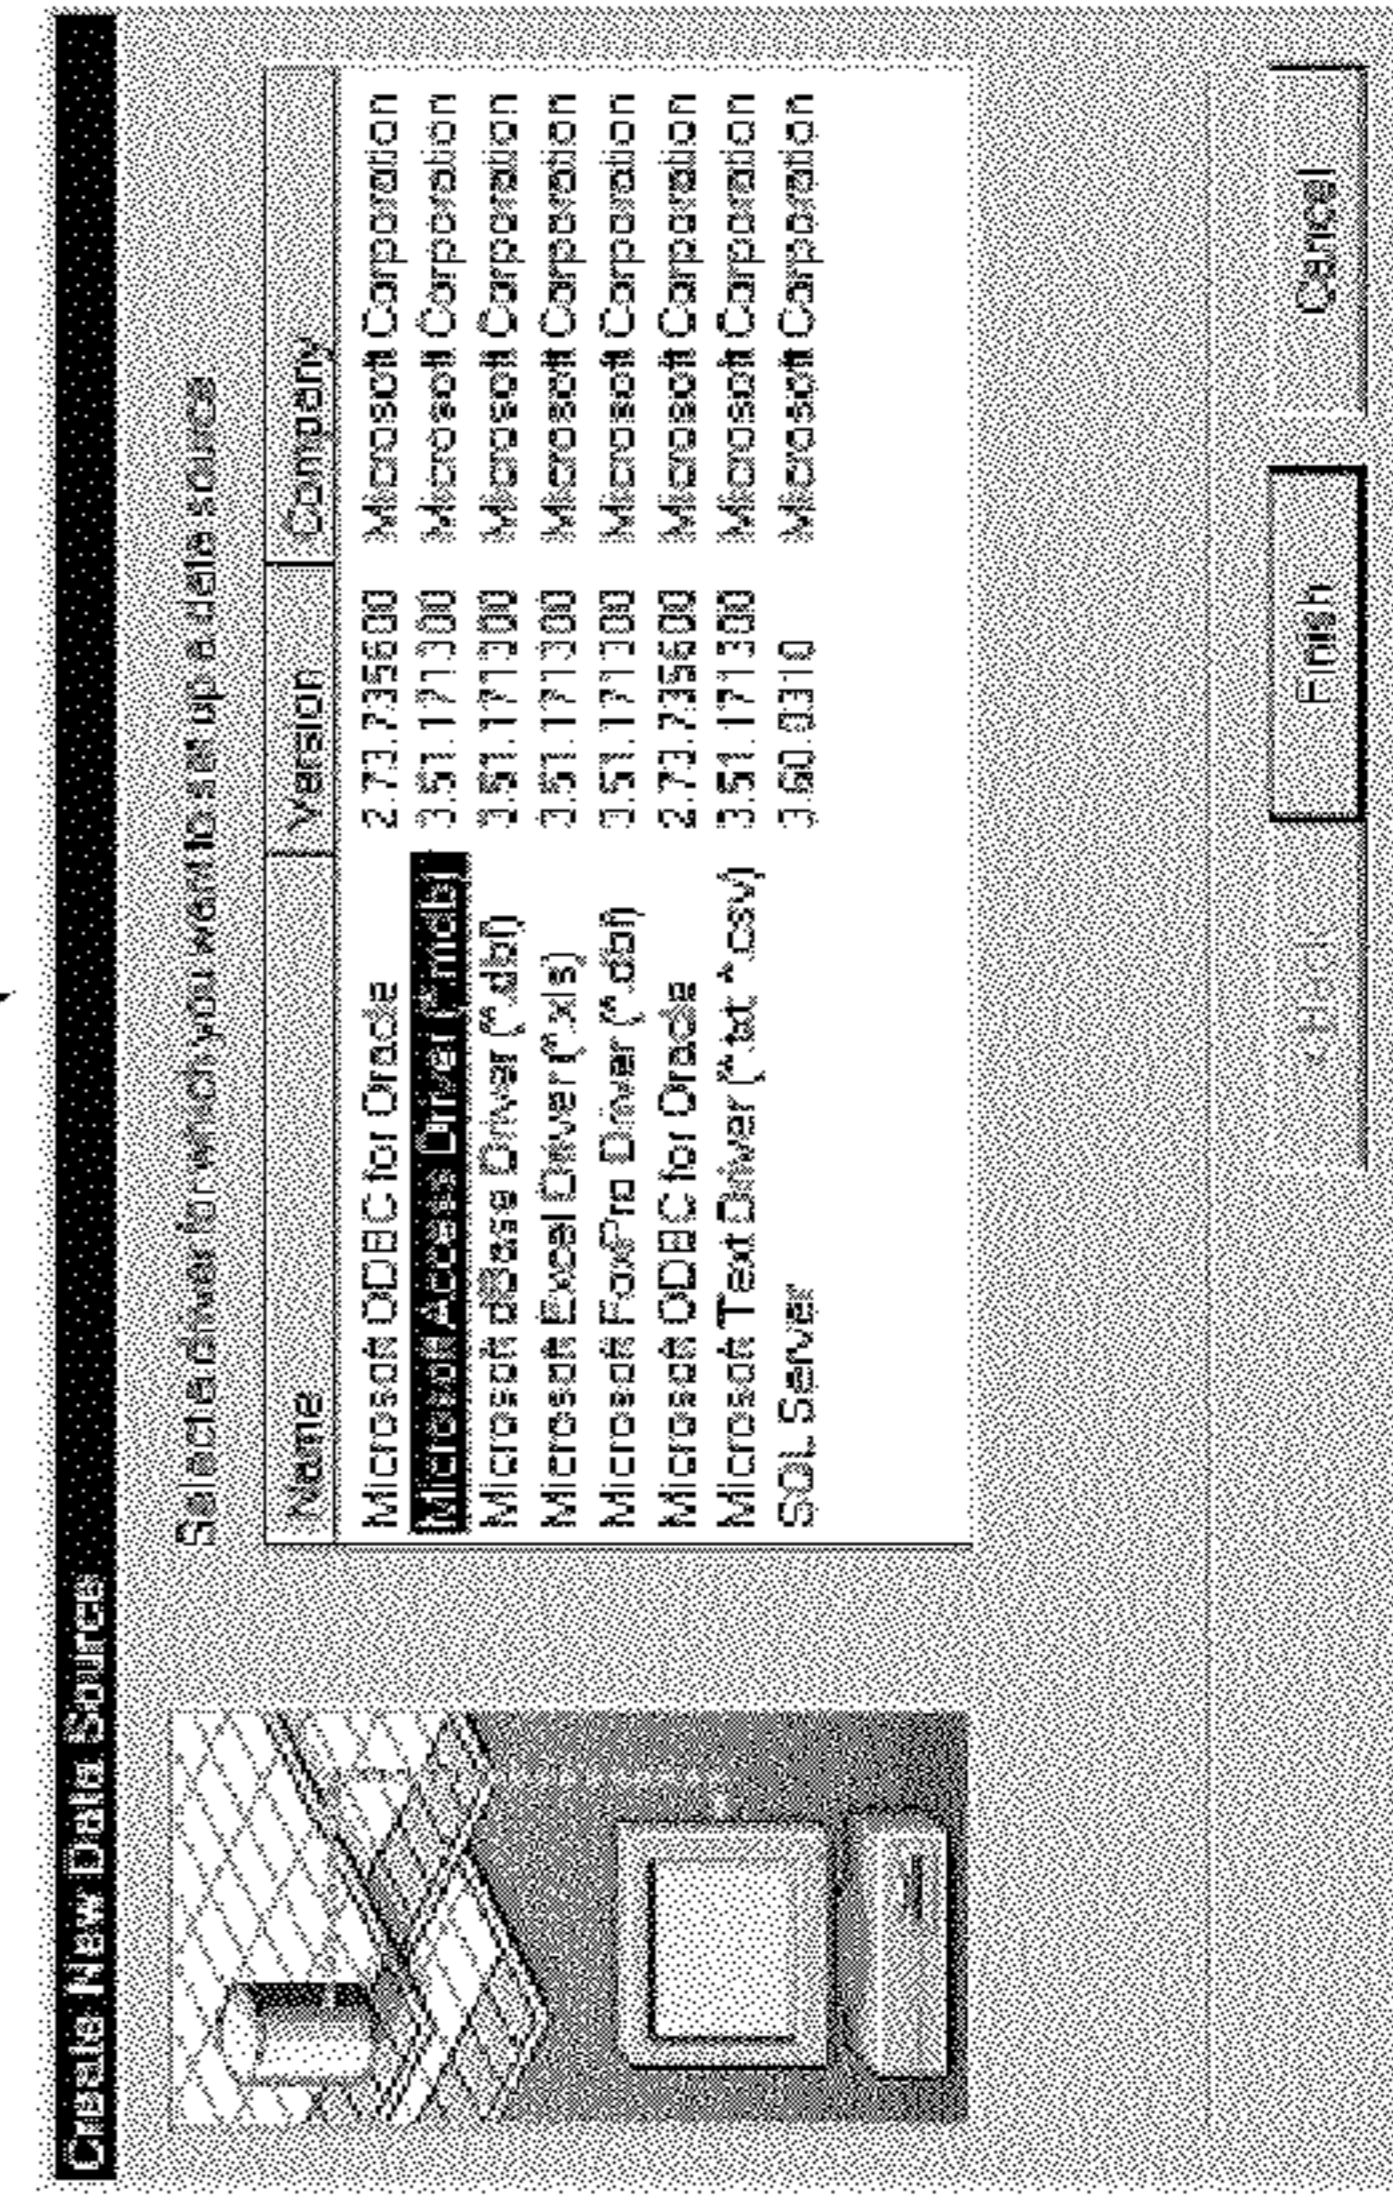 Create New Data Source
Select a driver for which you want to set up a data source
Name Version Company
Microsoft ODBC for Oracle 2.73.735600 Microsoft Corporation
Microsoft Access Driver (*.mdb) 3.51.171300 Microsoft Corporation
Microsoft dBase Driver (*.dbf) 3.51.171300 Microsoft Corporation
Microsoft Excel Driver (*.xls) 3.51.171300 Microsoft Corporation
Microsoft FoxPro Driver (*.dbf) 3.51.171300 Microsoft Corporation
Microsoft ODBC for Oracle 2.73.735600 Microsoft Corporation
Microsoft Text Driver (*.txt *.csv) 3.51.171300 Microsoft Corporation
SQL Server 3.60.0310 Microsoft Corporation
< Back Finish Cancel